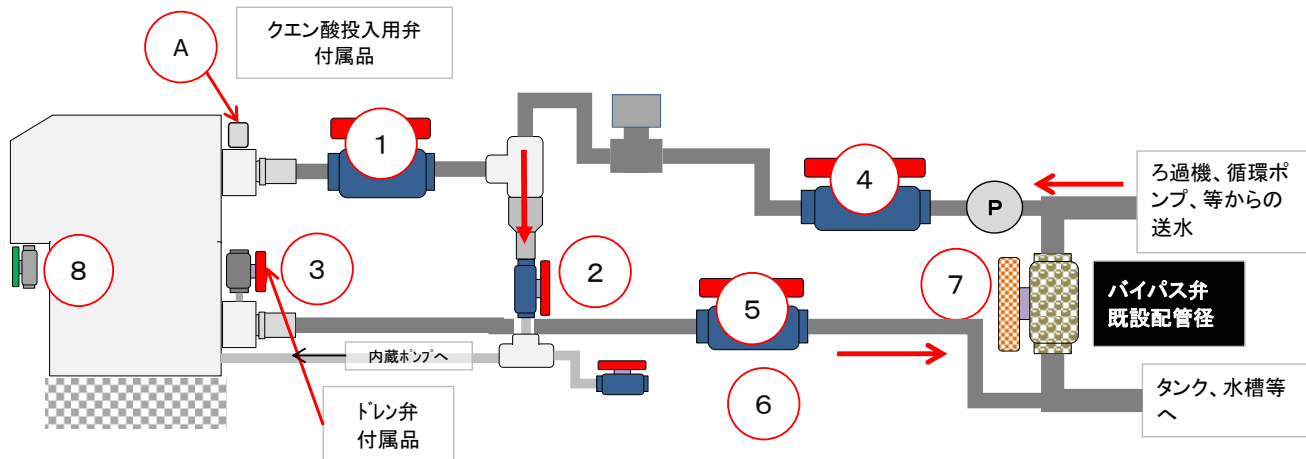 A
クエン酸投入用弁
付属品
1
4
P
ろ過機、循環ポ
ンプ、等からの
送水
8
3
2
5
7
バイパス弁
既設配管径
内蔵ﾎﾟﾝﾌﾟへ
6
ﾄﾞﾚﾝ弁
付属品
タンク、水槽等
へ